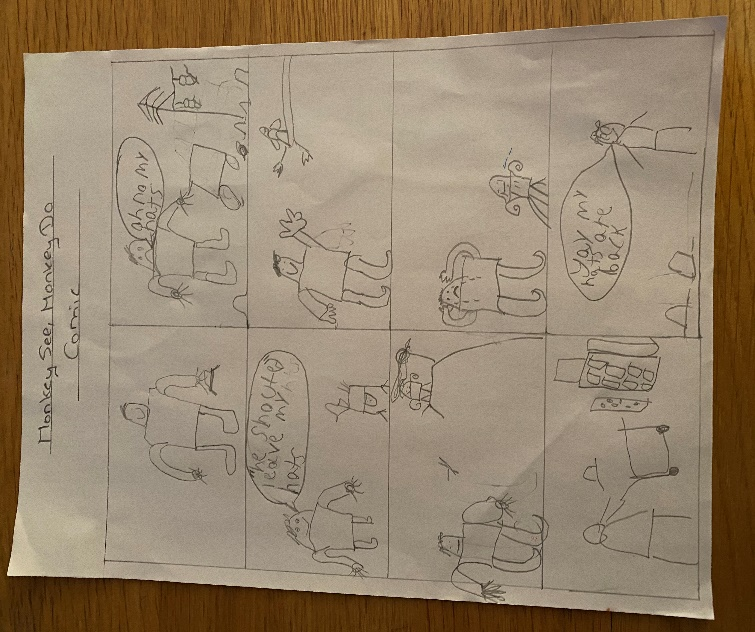 Monkey See, Monkey Do
Comic
oh no my
hats
he Shouted
leave my
hats
Yay my
hats are
back